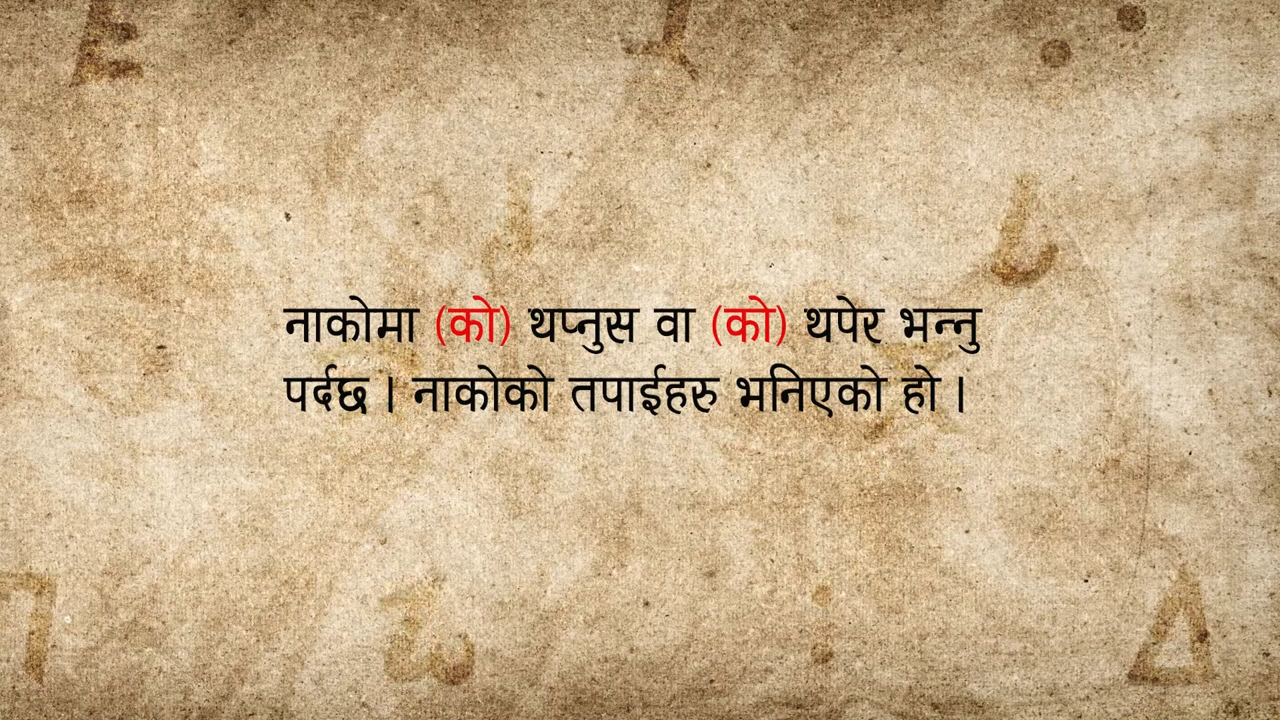 नाकोमा (को) थप्नुस वा (को) थपेर भन्नु
पर्दछ । नाकोको तपाईहरु भनिएको हो ।